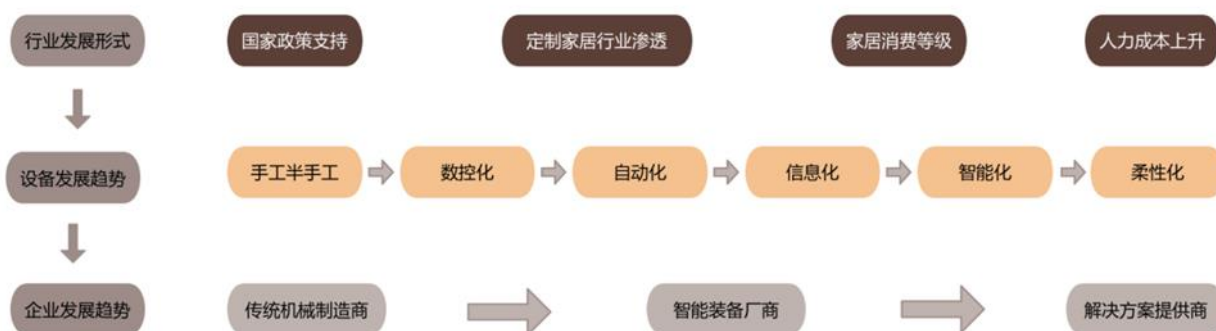 行业发展形式
国家政策支持
定制家居行业渗透
家居消费等级
人力成本上升
设备发展趋势
手工半手工
数控化
自动化
信息化
智能化
柔性化
企业发展趋势
传统机械制造商
智能装备厂商
解决方案提供商